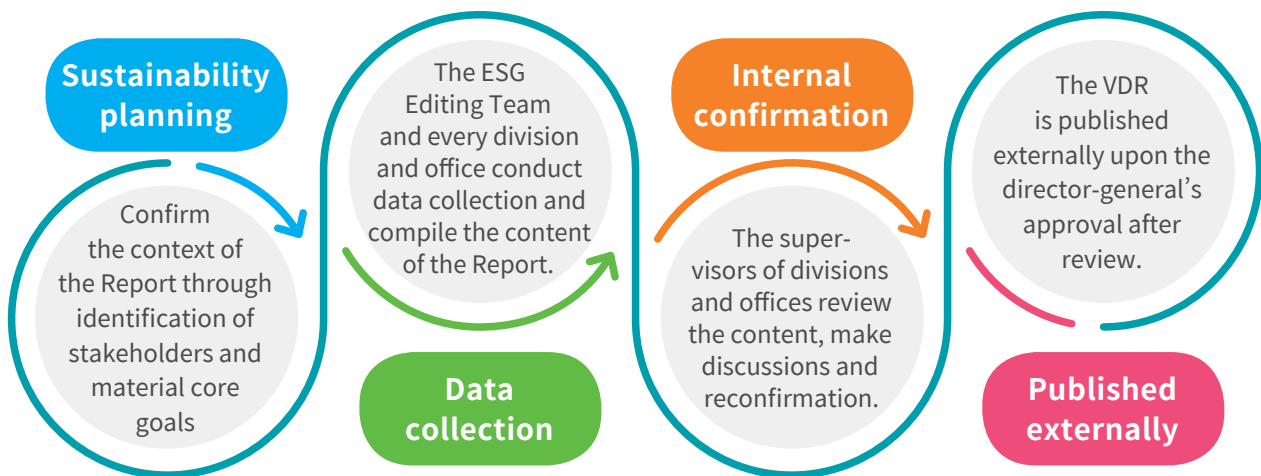 Sustainability
planning
Confirm
the context of
the Report through
identification of
stakeholders and
material core
goals
The ESG
Editing Team
and every division
and office conduct
data collection and
compile the content
of the Report.
Data
collection
Internal
confirmation
The super-
visors of divisions
and offices review
the content, make
discussions and
reconfirmation.
The VDR
is published
externally upon the
director-general’s
approval after
review.
Published
externally